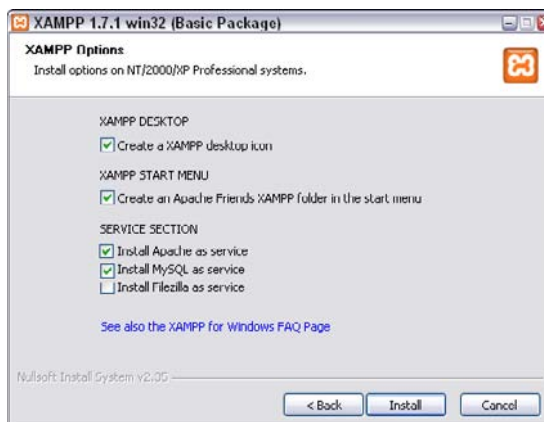 XAMPP 1.7.1 win32 (Basic Package)
XAMPP Options
Install options on NT/2000/XP Professional systems.
XAMPP DESKTOP
Create a XAMPP desktop icon
XAMPP START MENU
Create an Apache Friends XAMPP folder in the start menu
SERVICE SECTION
Install Apache as service
Install MySQL as service
Install Filezilla as service
See also the XAMPP for Windows FAQ Page
Nullsoft Install System v2.35
< Back Install Cancel